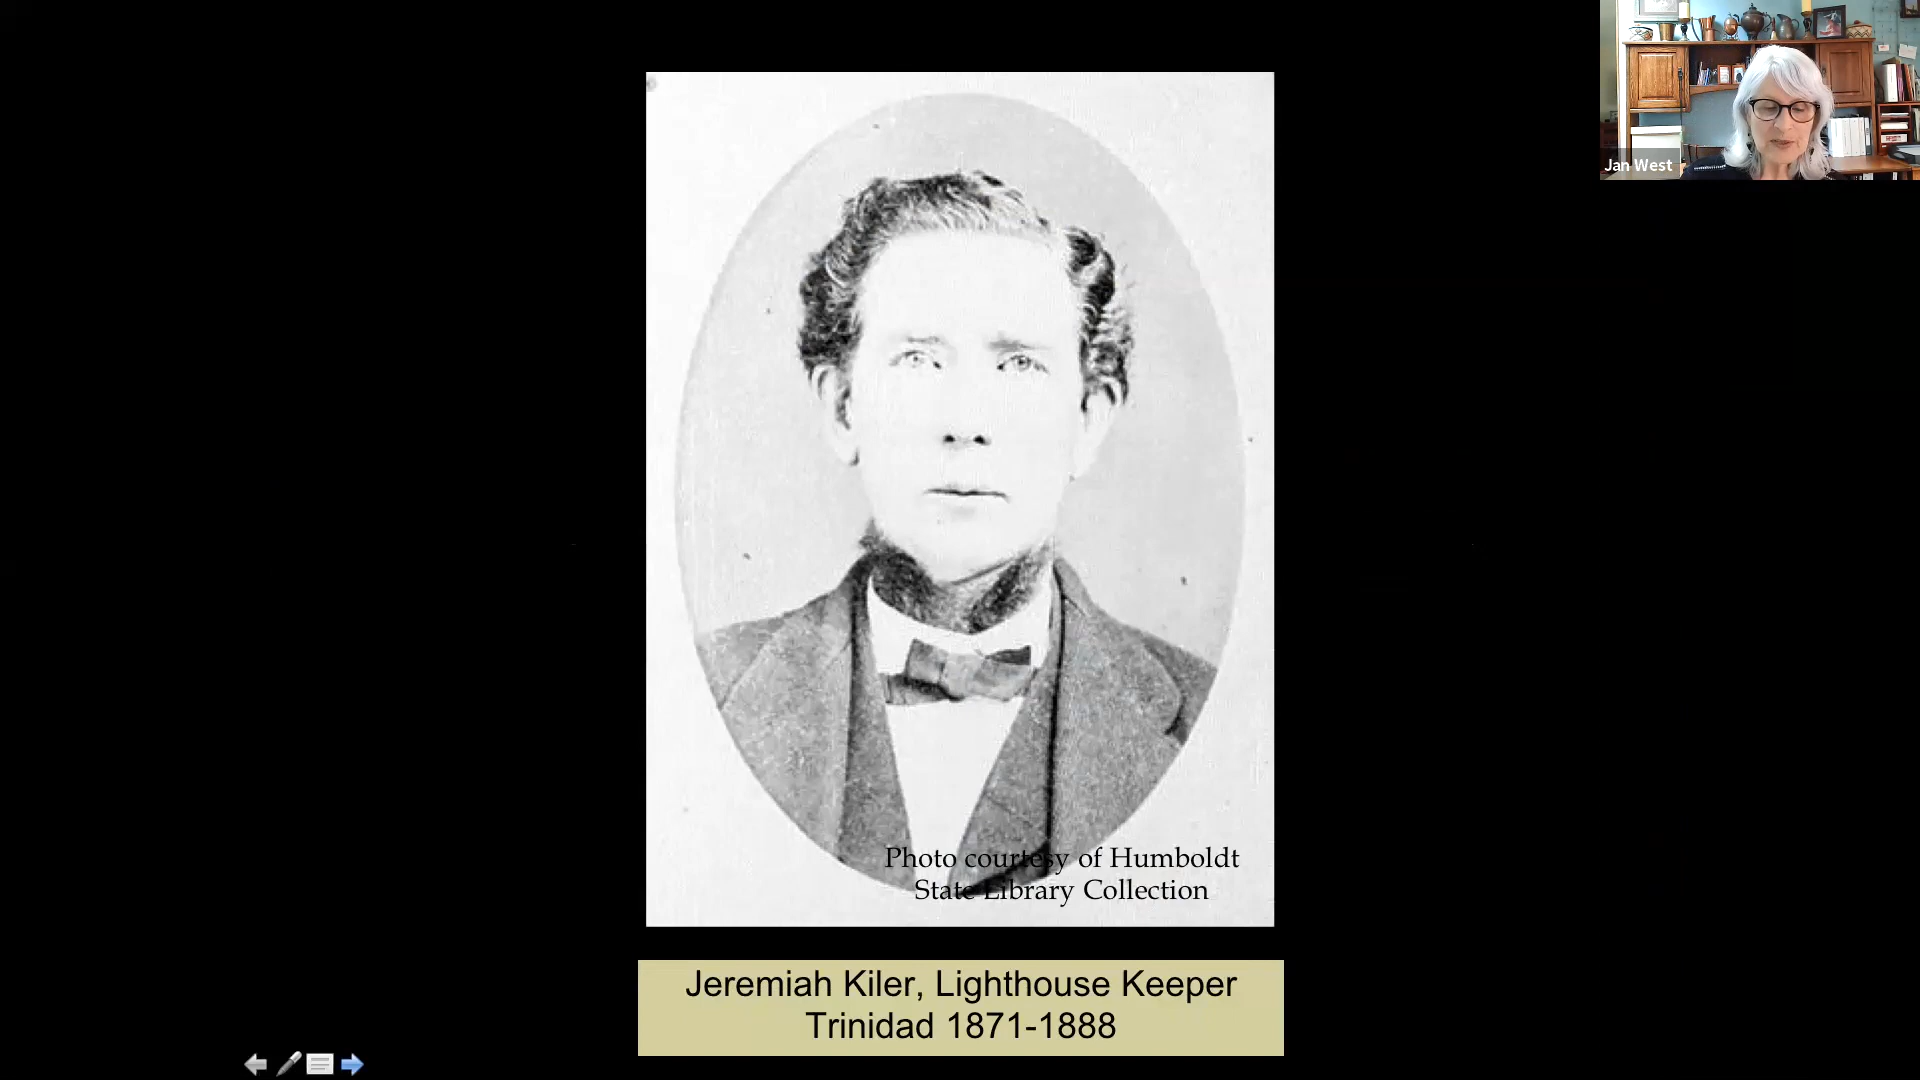 Jan West
Photo courtesy of Humboldt
State Library Collection
Jeremiah Kiler, Lighthouse Keeper
Trinidad 1871-1888